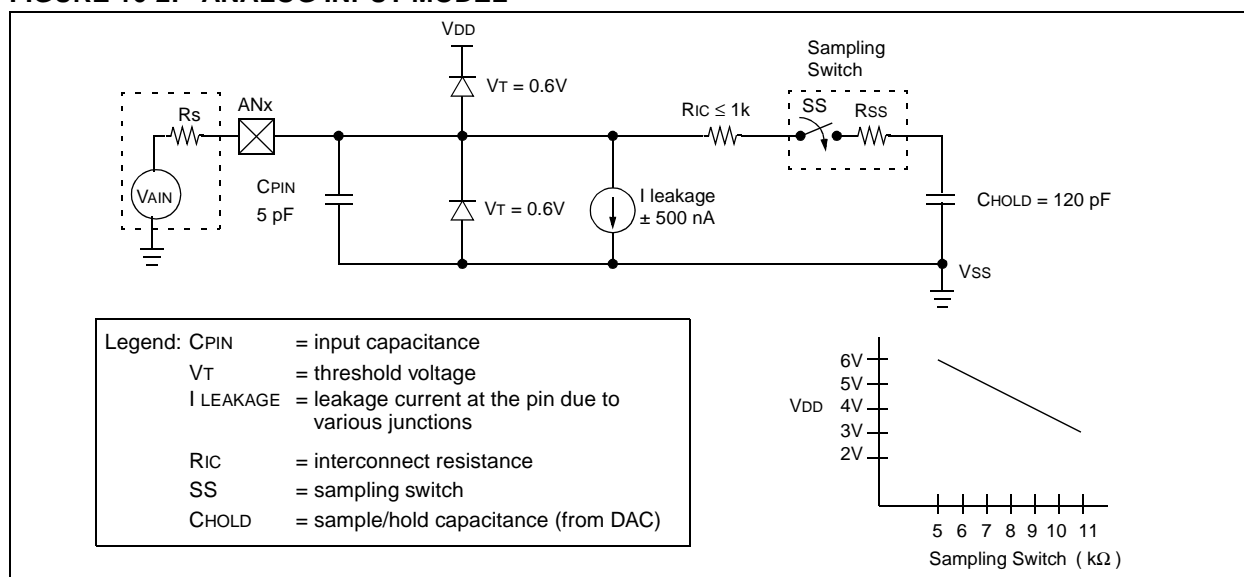 FIGURE 16-2: ANALOG INPUT MODEL
VDD
Sampling
Switch
VT = 0.6V
ANx
RS
RIC ≤ 1k
SS
RSS
VAIN
CPIN
5 pF
VT = 0.6V
I leakage
± 500 nA
CHOLD = 120 pF
VSS
Legend: CPIN = input capacitance
VT = threshold voltage
I LEAKAGE = leakage current at the pin due to
various junctions
RIC = interconnect resistance
SS = sampling switch
CHOLD = sample/hold capacitance (from DAC)
6V
5V
VDD 4V
3V
2V
5 6 7 8 9 10 11
Sampling Switch ( kΩ )